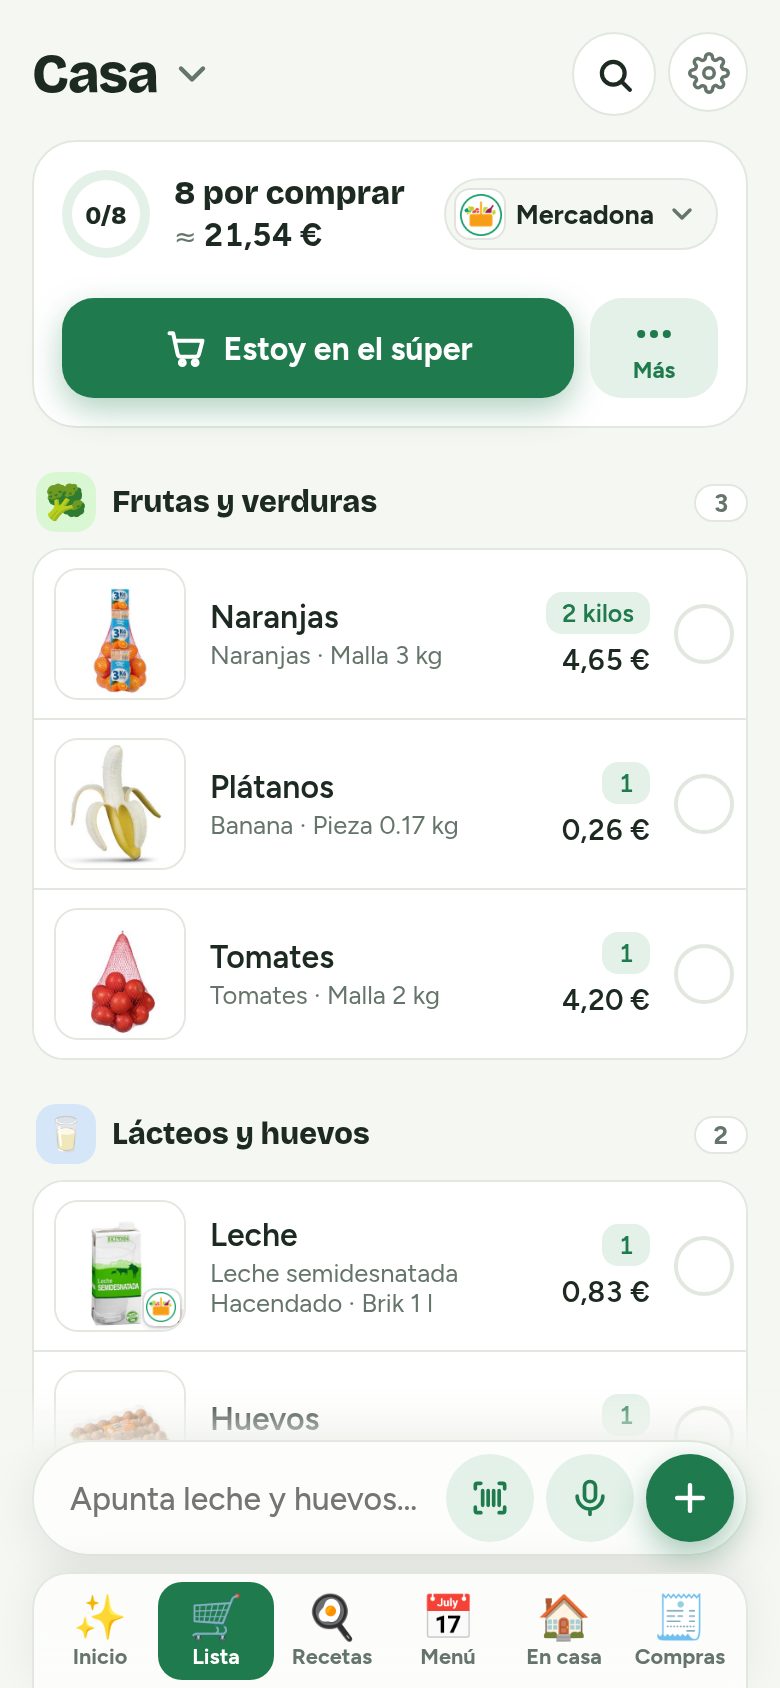 Casa
0/8
8 por comprar
≈ 21,54 €
Mercadona
Estoy en el súper
Más
Frutas y verduras
3
Naranjas
Naranjas · Malla 3 kg
2 kilos
4,65 €
Plátanos
Banana · Pieza 0.17 kg
1
0,26 €
Tomates
Tomates · Malla 2 kg
1
4,20 €
Lácteos y huevos
2
Leche
SEMIDESNATADA
Leche
Leche semidesnatada
Hacendado · Brik 1 l
1
0,83 €
Huevos
1
Apunta leche y huevos...
July
17
Inicio
Lista
Recetas
Menú
En casa
Compras